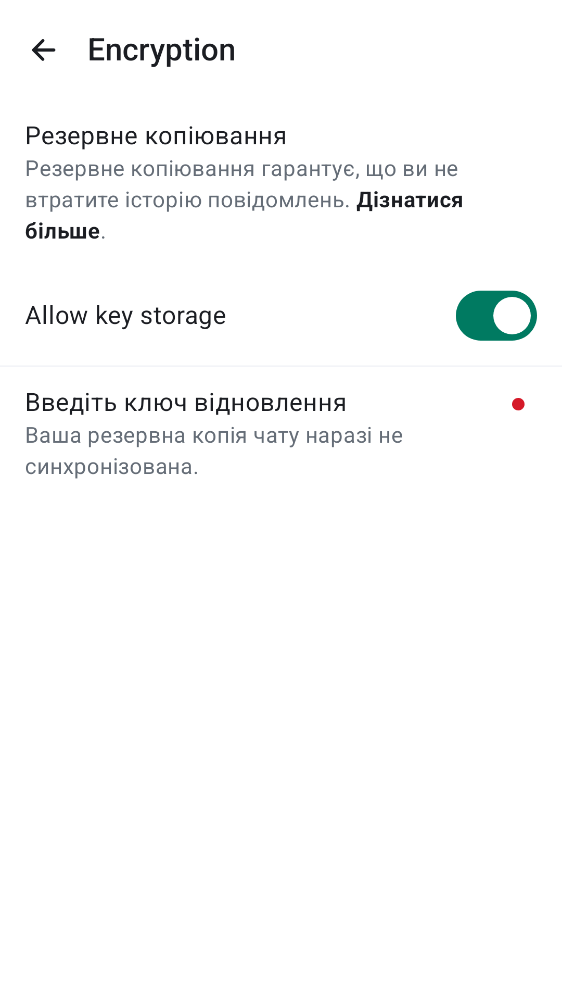 Encryption
Резервне копіювання
Резервне копіювання гарантує, що ви не
втратите історію повідомлень. Дізнатися
більше.
Allow key storage
Введіть ключ відновлення
Ваша резервна копія чату наразі не
синхронізована.